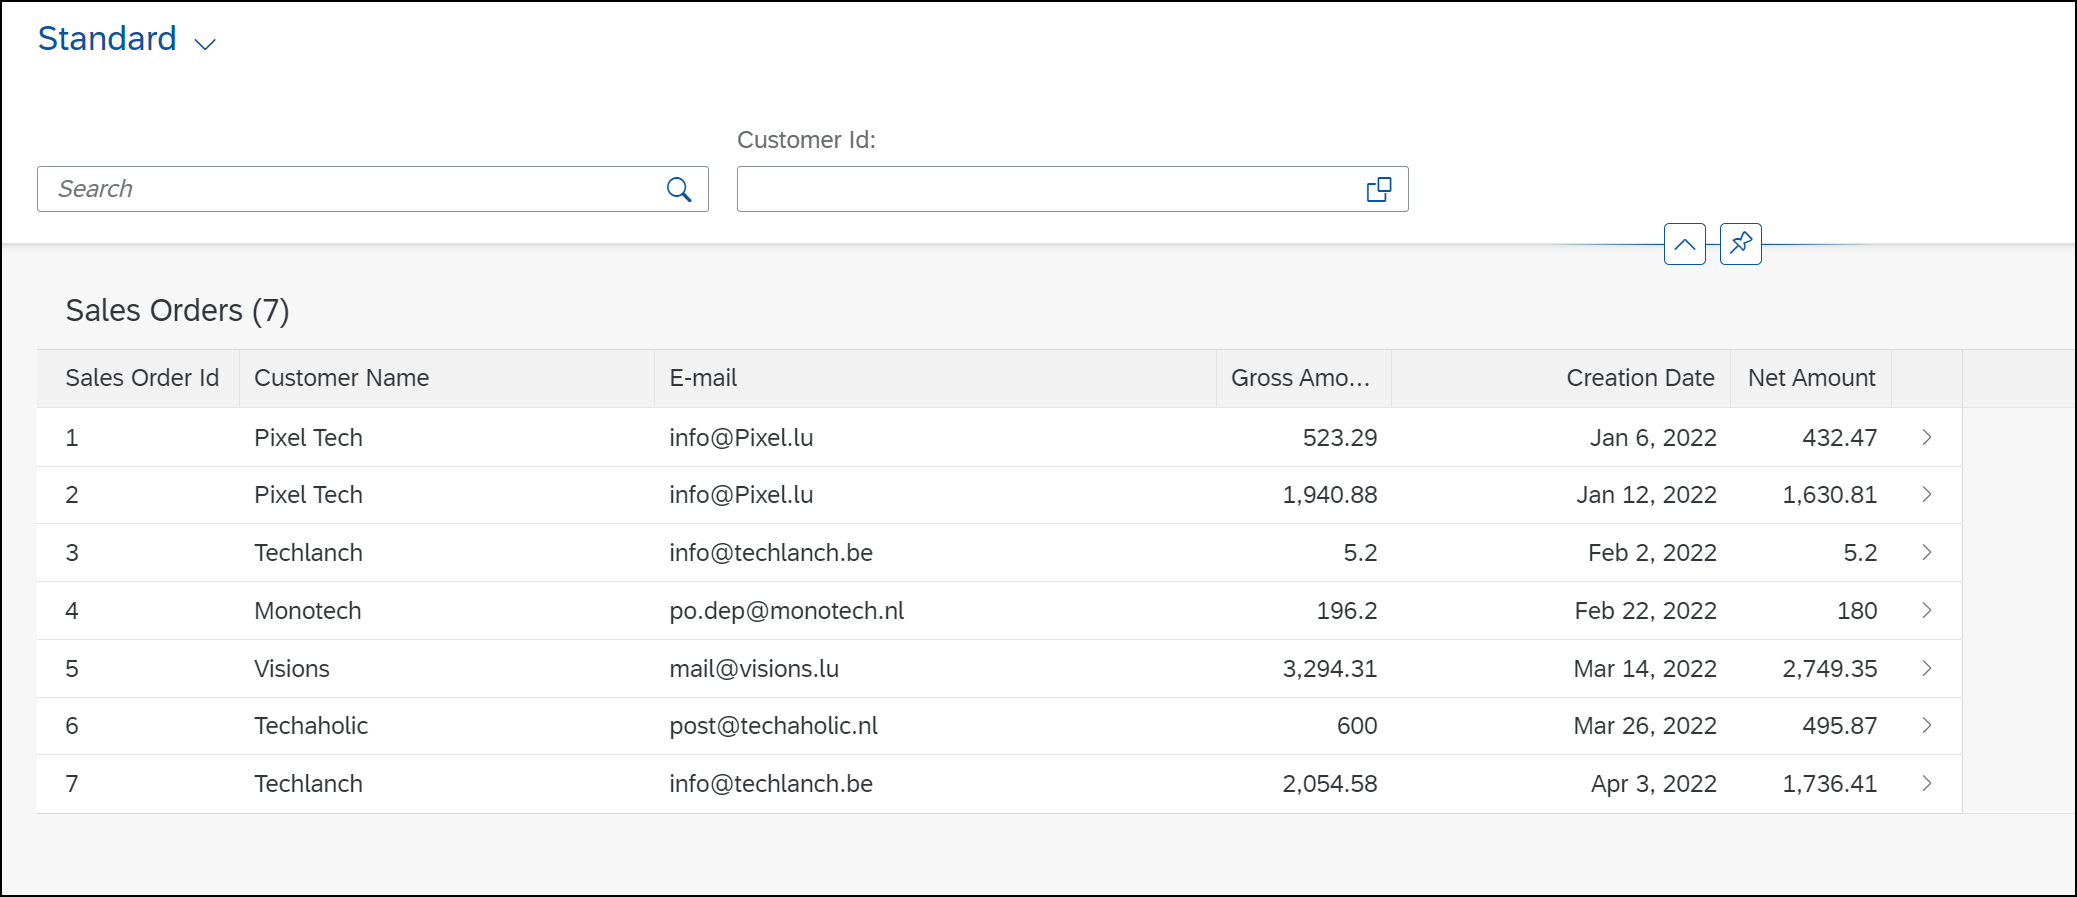 Standard
Customer Id:
Search
Sales Orders (7)
Sales Order Id Customer Name E-mail Gross Amo... Creation Date Net Amount
1 Pixel Tech info@Pixel.lu 523.29 Jan 6, 2022 432.47
2 Pixel Tech info@Pixel.lu 1,940.88 Jan 12, 2022 1,630.81
3 Techlanch info@techlanch.be 5.2 Feb 2, 2022 5.2
4 Monotech po.dep@monotech.nl 196.2 Feb 22, 2022 180
5 Visions mail@visions.lu 3,294.31 Mar 14, 2022 2,749.35
6 Techaholic post@techaholic.nl 600 Mar 26, 2022 495.87
7 Techlanch info@techlanch.be 2,054.58 Apr 3, 2022 1,736.41